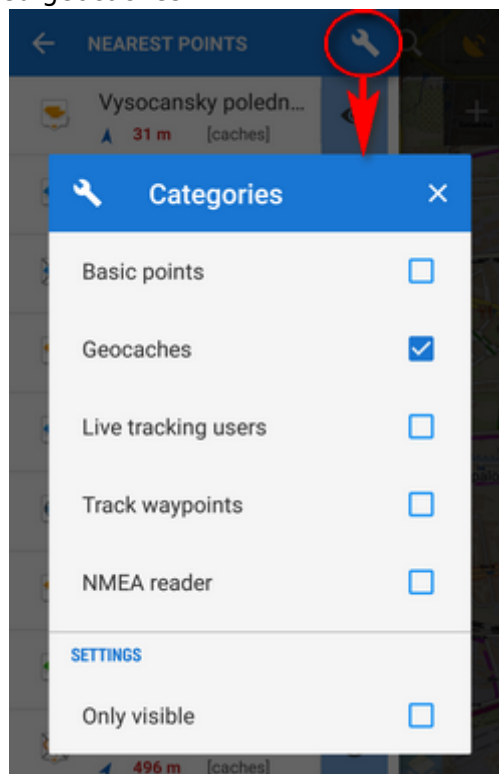 NEAREST POINTS
Vysocansky poledn...
31 m [caches]
Categories
Basic points
Geocaches
Live tracking users
Track waypoints
NMEA reader
SETTINGS
Only visible
496 m [caches]